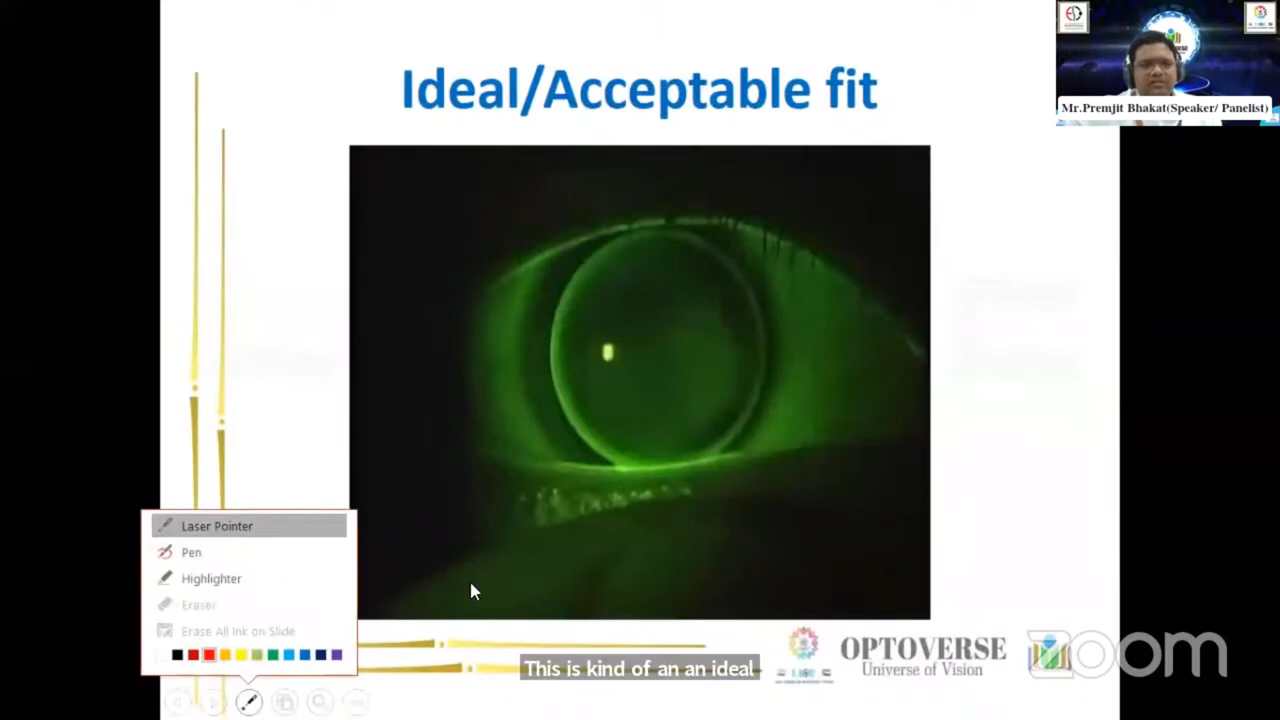 Ideal/Acceptable fit
Mr.Premjit Bhakat(Speaker/ Panelist)
Laser Pointer
Pen
Highlighter
Eraser
Erase All Ink on Slide
OPTOVERSE
Universe of Vision
zoom
This is kind of an an ideal